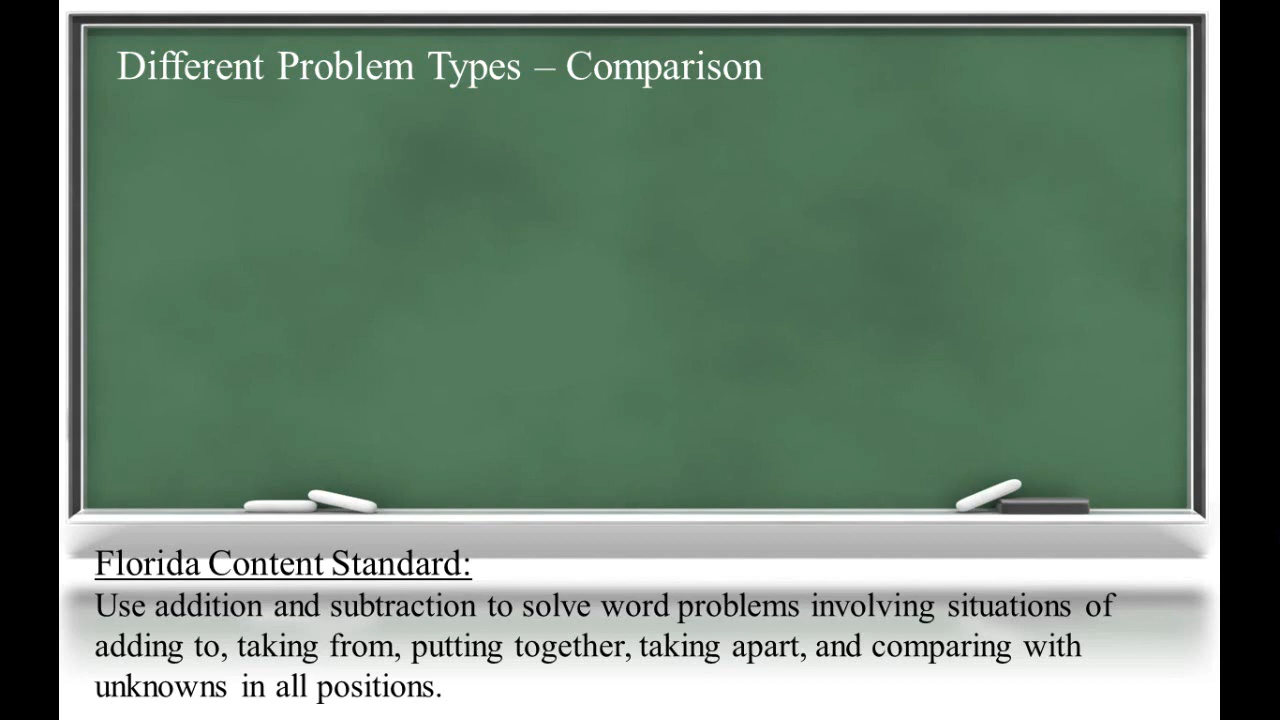 Different Problem Types – Comparison
Florida Content Standard:
Use addition and subtraction to solve word problems involving situations of
adding to, taking from, putting together, taking apart, and comparing with
unknowns in all positions.